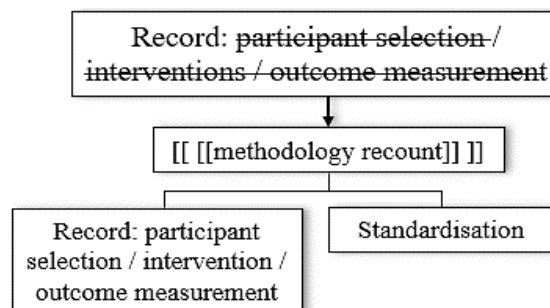 Record: participant selection /
interventions / outcome measurement
[[ [[methodology recount]] ]]
Record: participant
selection / intervention /
outcome measurement
Standardisation